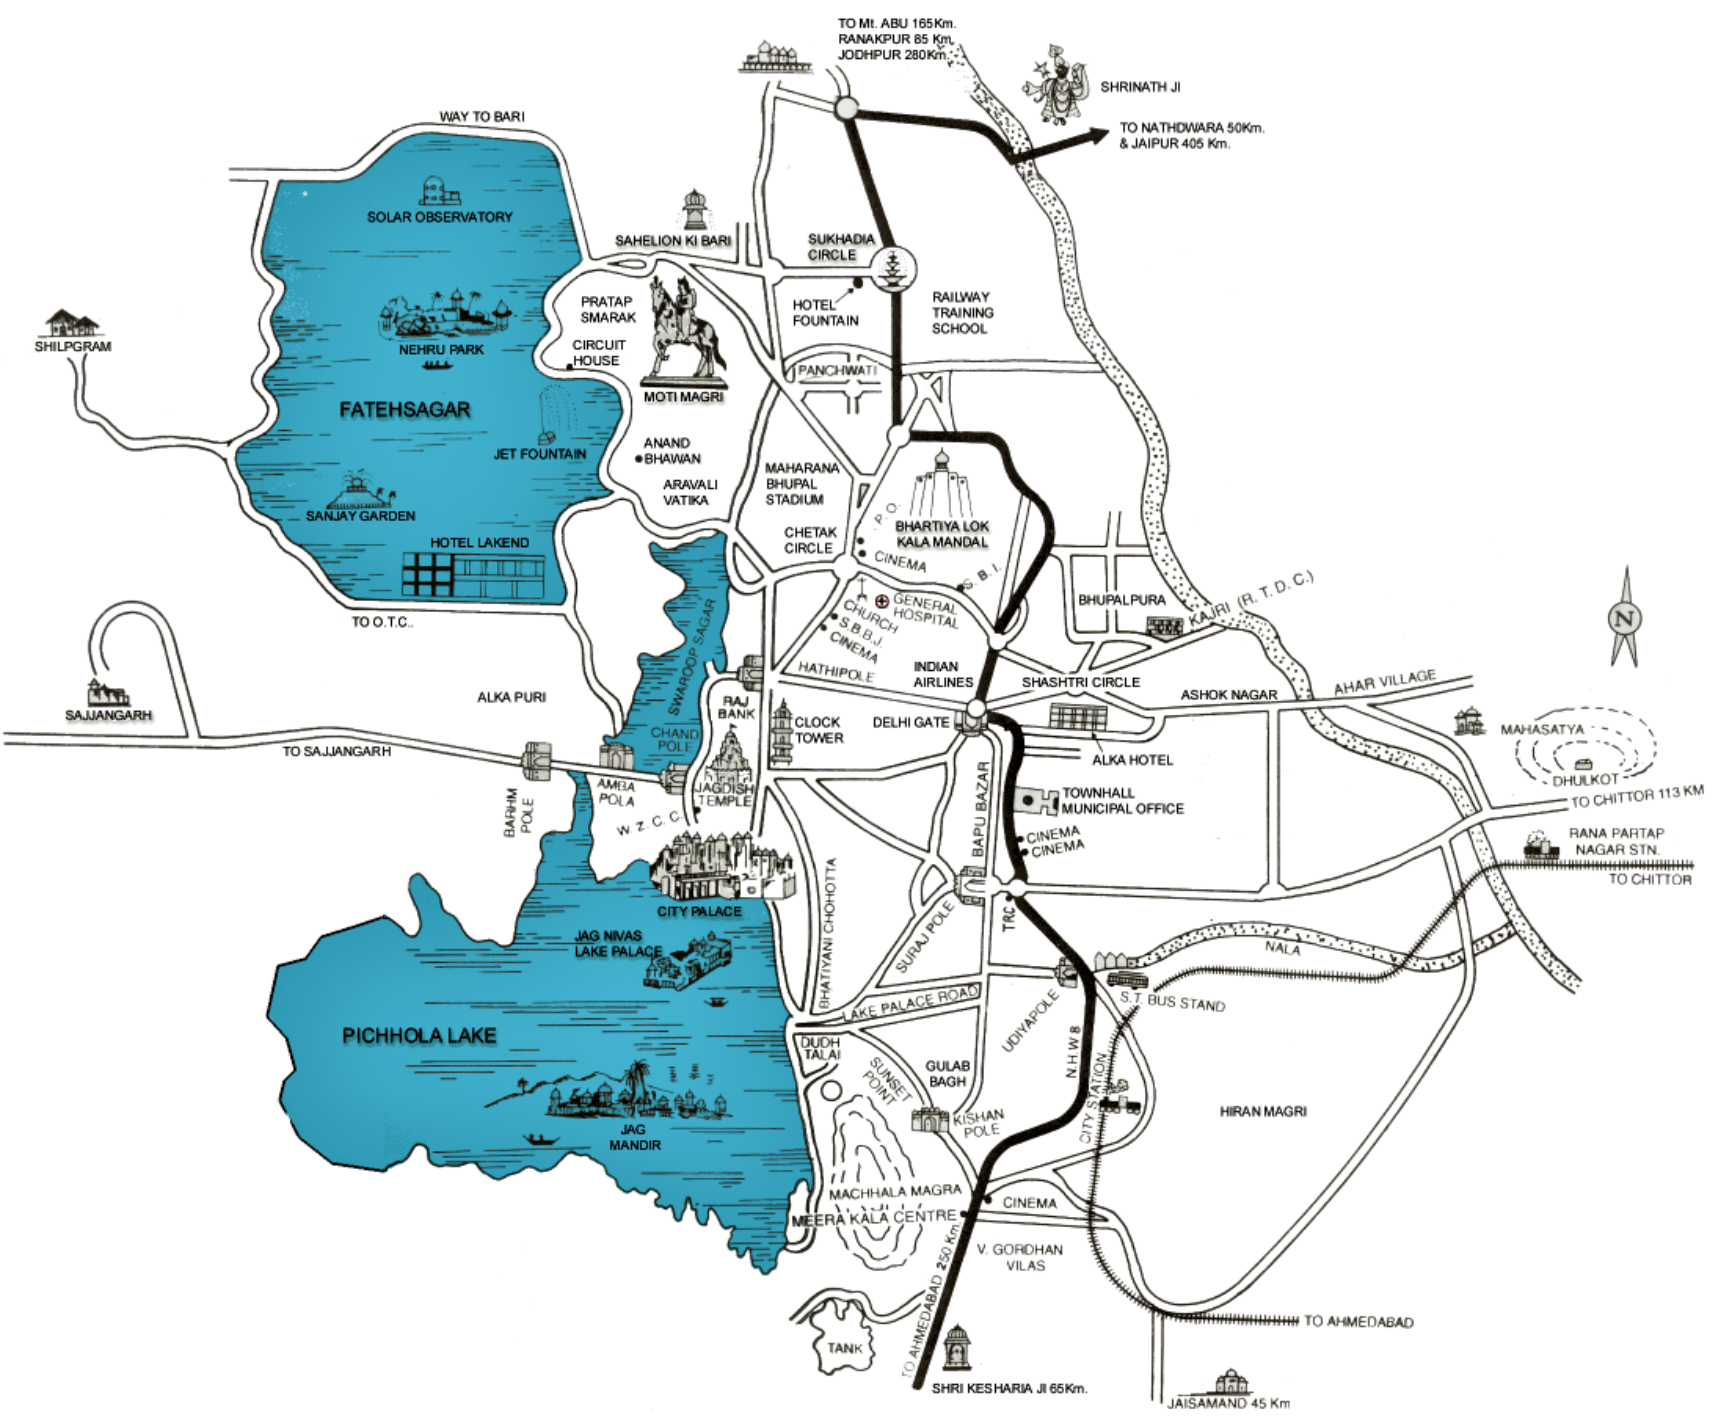 TO Mt. ABU 165Km.
RANAKPUR 85 Km.
JODHPUR 280Km.
SHRINATH JI
TO NATHDWARA 50Km.
& JAIPUR 405 Km.
WAY TO BARI
SOLAR OBSERVATORY
SAHELION KI BARI
SUKHADIA
CIRCLE
HOTEL
FOUNTAIN
RAILWAY
TRAINING
SCHOOL
PRATAP
SMARAK
CIRCUIT
HOUSE
MOTI MAGRI
PANCHWATI
SHILPGRAM
NEHRU PARK
FATEHSAGAR
JET FOUNTAIN
ANAND
BHAWAN
ARAVALI
VATIKA
MAHARANA
BHUPAL
STADIUM
SANJAY GARDEN
HOTEL LAKEND
CHETAK
CIRCLE
P. O.
CINEMA
BHARTIYA LOK
KALA MANDAL
S. B. I.
GENERAL
HOSPITAL
CHURCH
S.B.B.J.
CINEMA
BHUPALPURA
KAJRI (R. T. D. C.)
N
TO O.T.C..
SWAROOP SAGAR
HATHIPOLE
INDIAN
AIRLINES
SHASHTRI CIRCLE
ASHOK NAGAR
AHAR VILLAGE
ALKA PURI
SAJJANGARH
TO SAJJANGARH
RAJ
BANK
CHAND
POLE
CLOCK
TOWER
DELHI GATE
ALKA HOTEL
MAHASATYA
DHULKOT
TO CHITTOR 113 KM
BARHM
POLE
AMBA
POLA
JAGDISH
TEMPLE
W. Z. C. C.
BAPU BAZAR
TOWNHALL
MUNICIPAL OFFICE
CINEMA
CINEMA
RANA PARTAP
NAGAR STN.
TO CHITTOR
CITY PALACE
BHATIYANI CHOHOTTA
SURAJ POLE
TRC
JAG NIVAS
LAKE PALACE
NALA
S.T. BUS STAND
LAKE PALACE ROAD
UDIYAPOLE
PICHHOLA LAKE
DUDH
TALAI
SUNSET
POINT
GULAB
BAGH
N.H.W 8
CITY STATION
KISHAN
POLE
HIRAN MAGRI
JAG
MANDIR
MACHHALA MAGRA
MEERA KALA CENTRE
CINEMA
V. GORDHAN
VILAS
TO AHMEDABAD 250 Km.
TANK
TO AHMEDABAD
SHRI KESHARIA JI 65Km.
JAISAMAND 45 Km